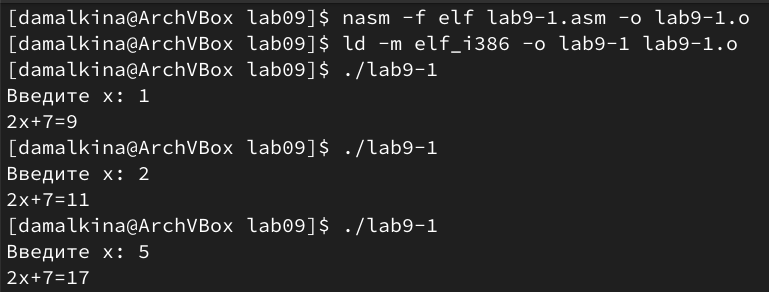 [damalkina@ArchVBox lab09]$ nasm -f elf lab9-1.asm -o lab9-1.o
[damalkina@ArchVBox lab09]$ ld -m elf_i386 -o lab9-1 lab9-1.o
[damalkina@ArchVBox lab09]$ ./lab9-1
Введите x: 1
2x+7=9
[damalkina@ArchVBox lab09]$ ./lab9-1
Введите x: 2
2x+7=11
[damalkina@ArchVBox lab09]$ ./lab9-1
Введите x: 5
2x+7=17